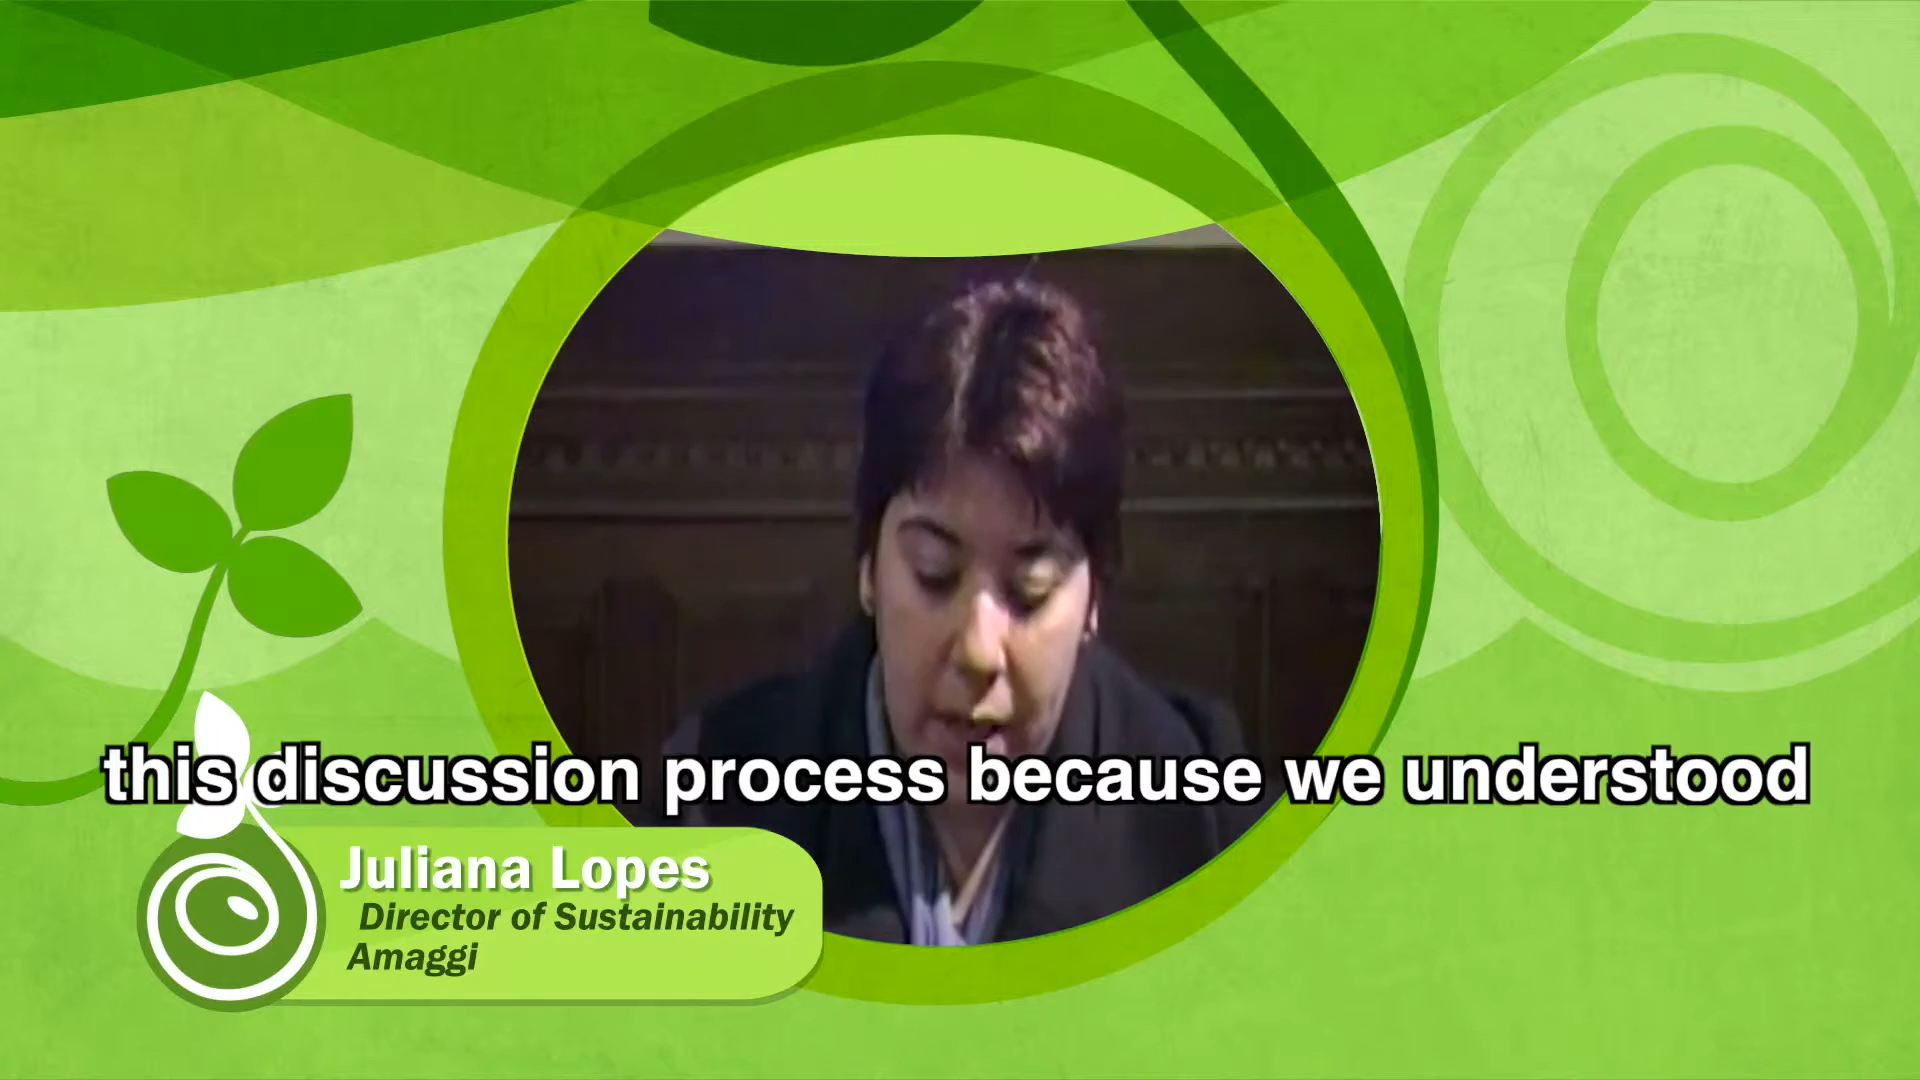 this discussion process because we understood
Juliana Lopes
Director of Sustainability
Amaggi